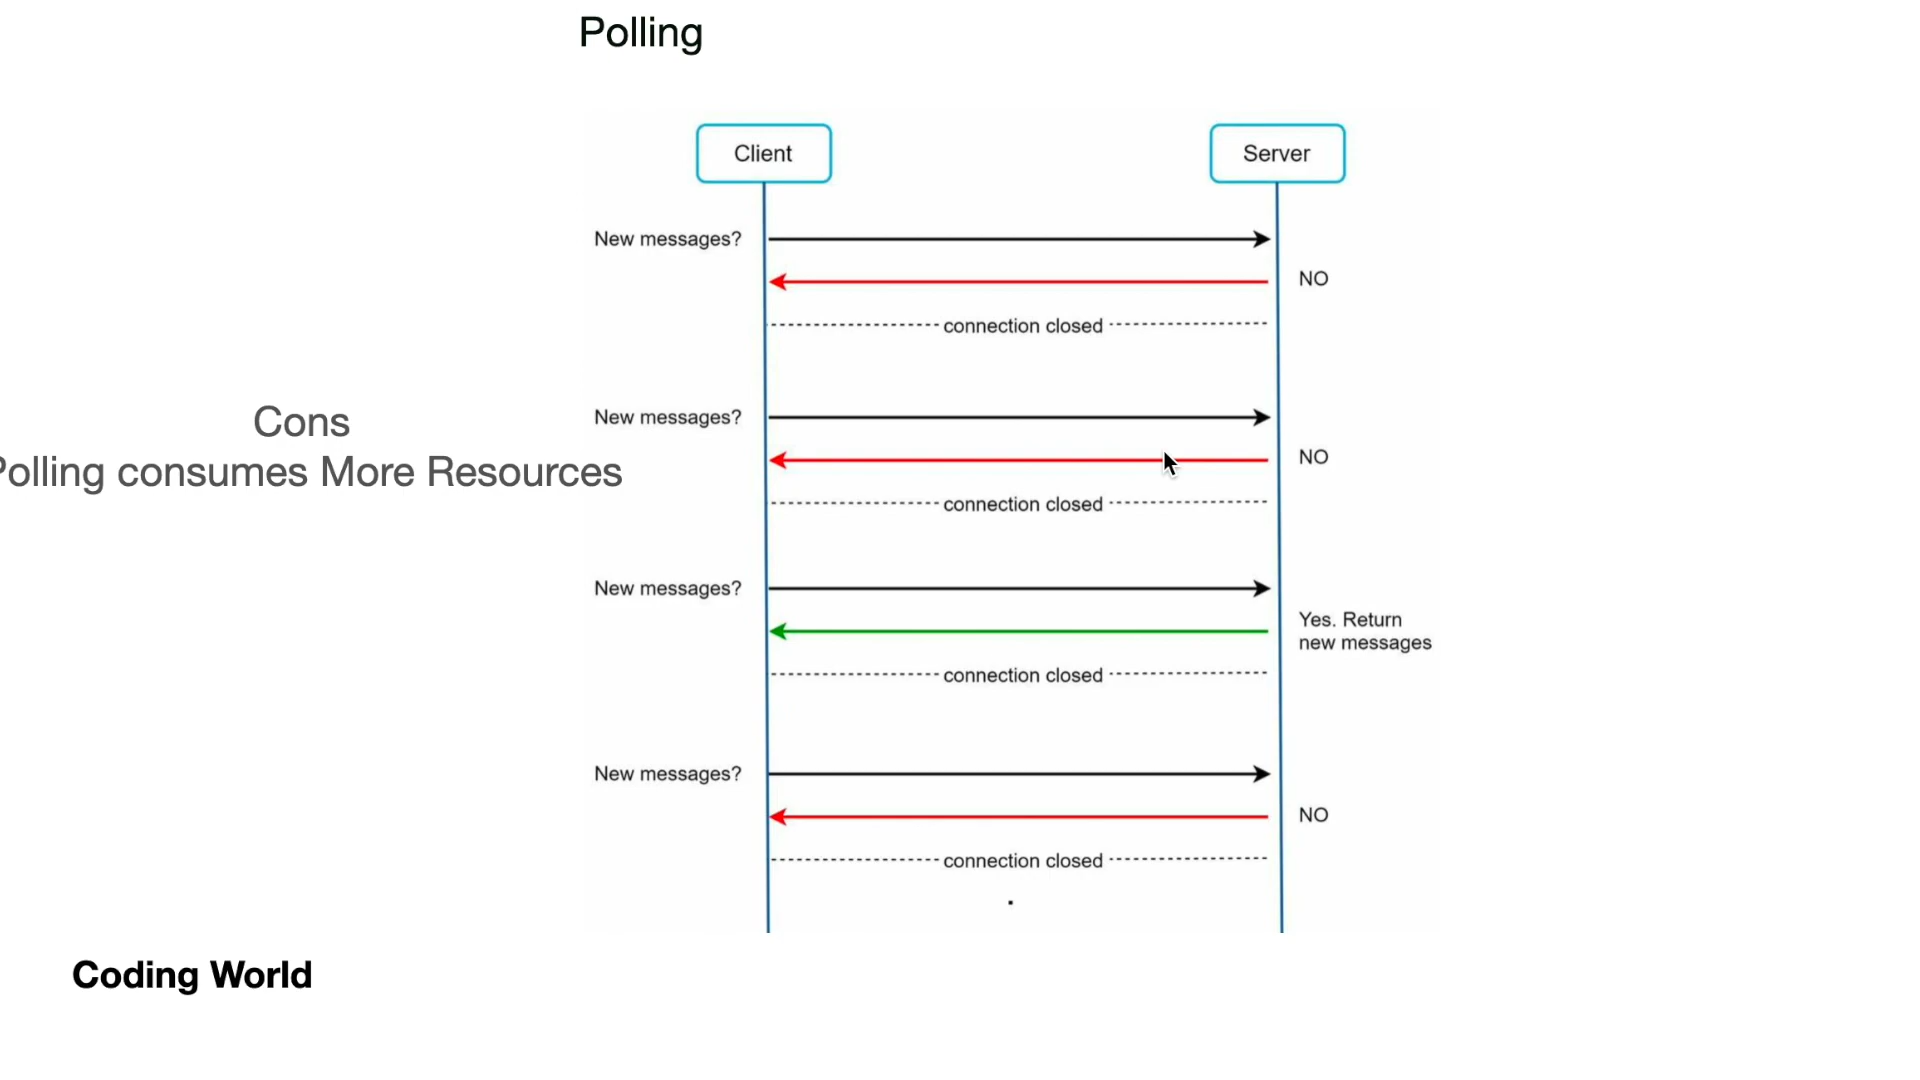 Polling
Client
Server
New messages?
NO
connection closed
Cons
Polling consumes More Resources
New messages?
NO
connection closed
New messages?
Yes. Return
new messages
connection closed
New messages?
NO
connection closed
Coding World